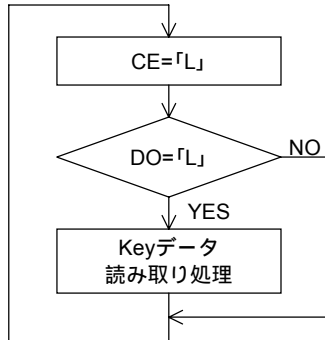 CE=｢L｣
DO=｢L｣
NO
YES
Keyデータ
読み取り処理